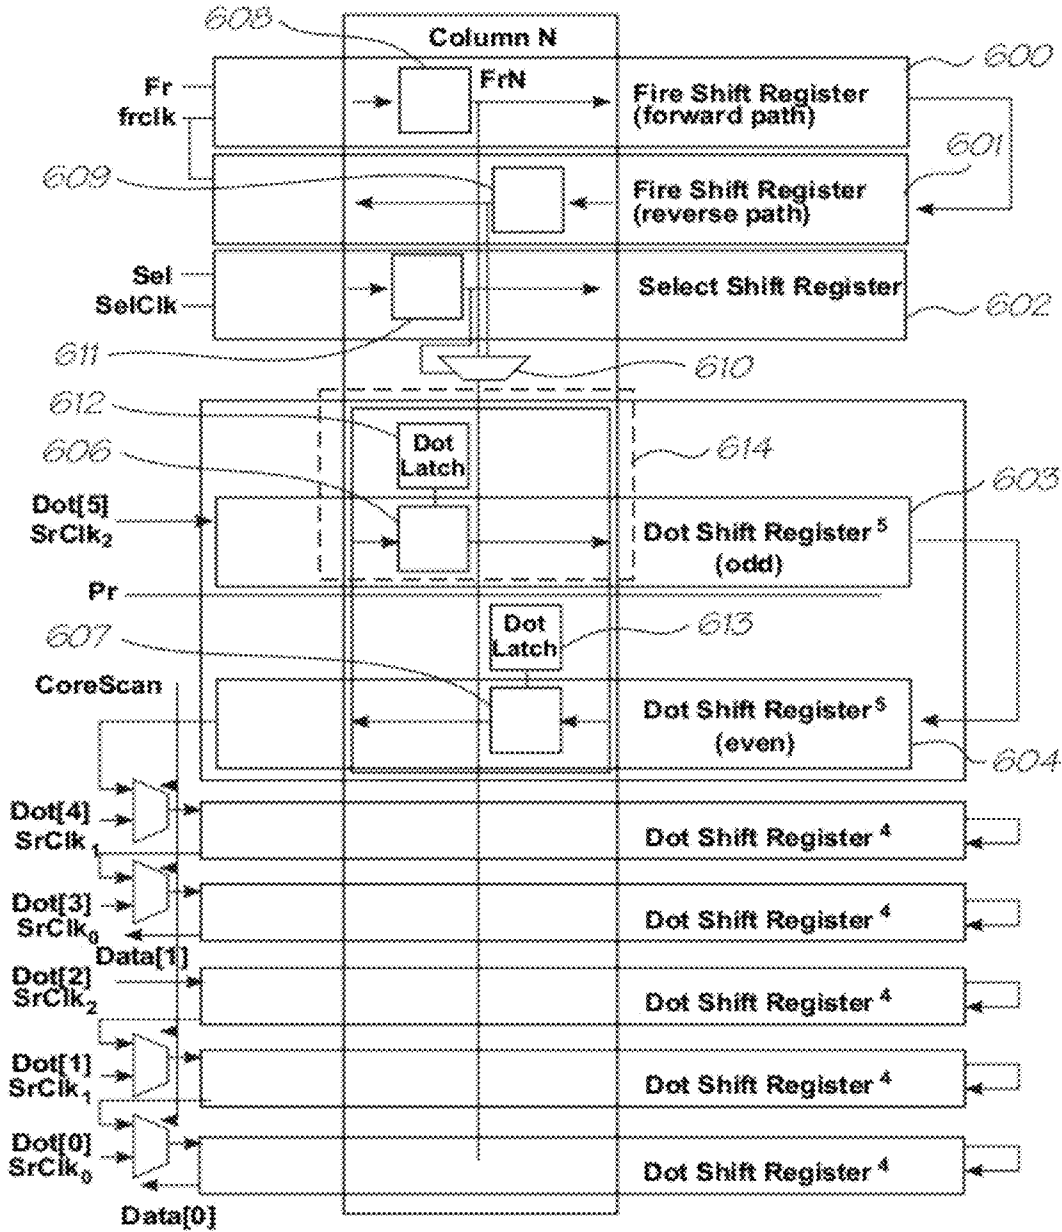 608
Column N
600
Fr
frclk
FrN
Fire Shift Register
(forward path)
601
609
Fire Shift Register
(reverse path)
Sel
SelClk
Select Shift Register
602
611
610
612
Dot
Latch
606
614
603
Dot[5]
SrClk2
Dot Shift Register 5
(odd)
Pr
607
Dot
Latch
613
CoreScan
Dot Shift Register 5
(even)
604
Dot[4]
SrClk1
Dot Shift Register 4
Dot[3]
SrClk0
Dot Shift Register 4
Data[1]
Dot[2]
SrClk2
Dot Shift Register 4
Dot[1]
SrClk1
Dot Shift Register 4
Dot[0]
SrClk0
Dot Shift Register 4
Data[0]